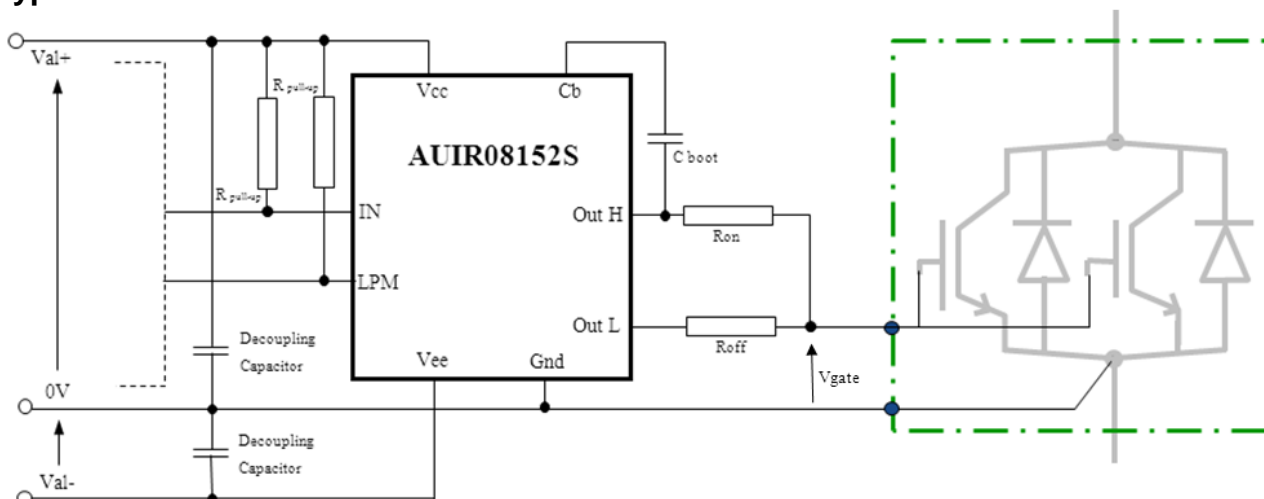 Val+
R pull-up
Vcc
Cb
AUIR08152S
C boot
R pull-up
IN
Out H
Ron
LPM
Out L
Roff
Decoupling
Capacitor
Vee
Gnd
Vgate
0V
Decoupling
Capacitor
Val-